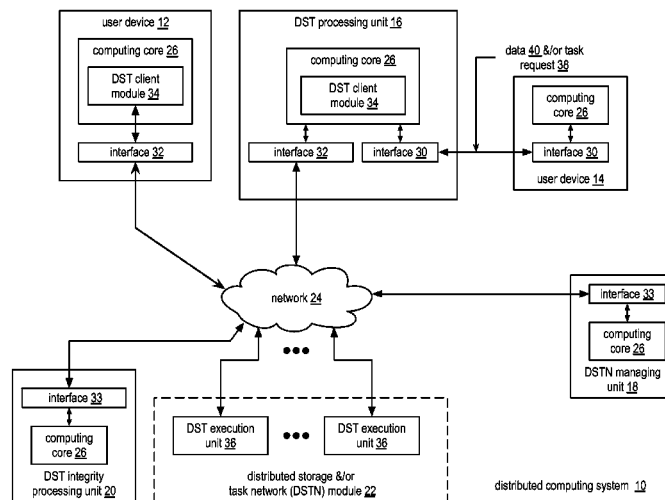 user device 12
computing core 26
DST client
module 34
interface 32
DST processing unit 16
computing core 26
DST client
module 34
interface 32
interface 30
data 40 &/or task
request 38
computing
core 26
interface 30
user device 14
network 24
interface 33
computing
core 26
DSTN managing
unit 18
interface 33
computing
core 26
DST integrity
processing unit 20
DST execution
unit 36
DST execution
unit 36
distributed storage &/or
task network (DSTN) module 22
distributed computing system 10